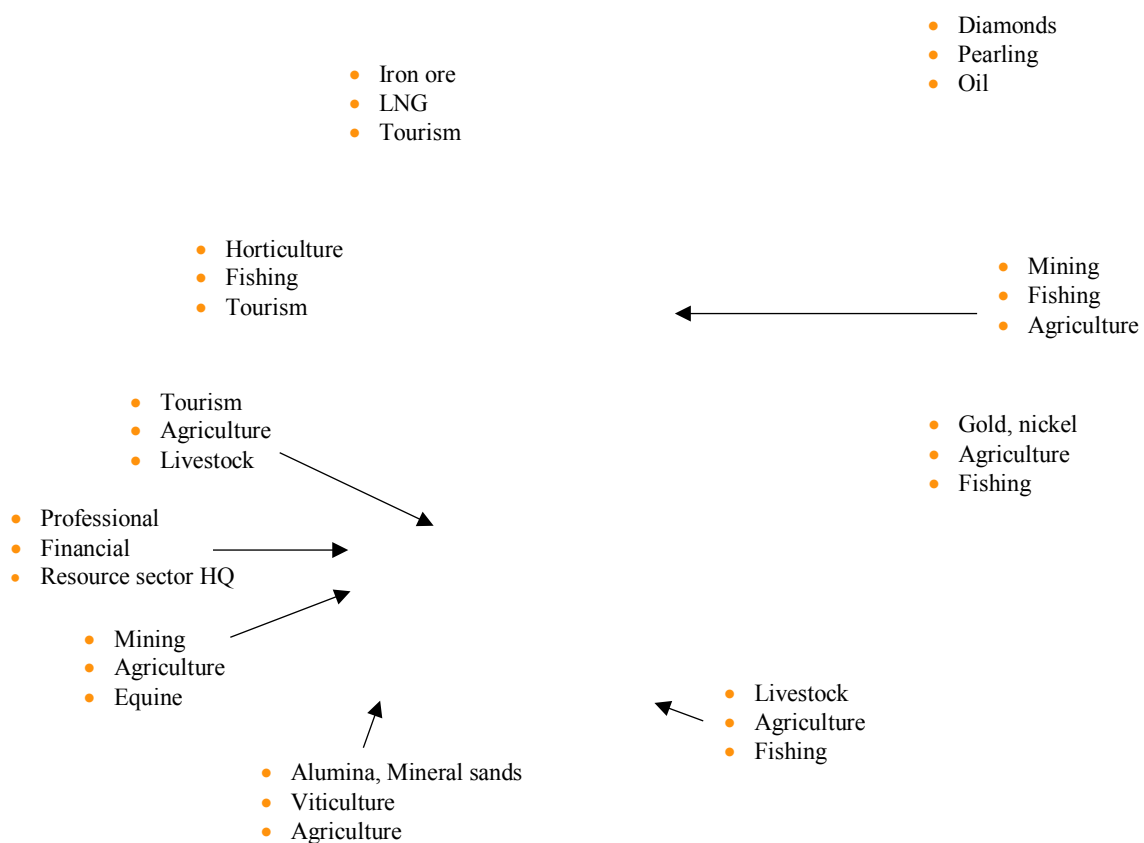 • Diamonds
• Pearling
• Oil
• Iron ore
• LNG
• Tourism
• Horticulture
• Fishing
• Tourism
• Mining
• Fishing
• Agriculture
• Tourism
• Agriculture
• Livestock
• Gold, nickel
• Agriculture
• Fishing
• Professional
• Financial
• Resource sector HQ
• Mining
• Agriculture
• Equine
• Livestock
• Agriculture
• Fishing
• Alumina, Mineral sands
• Viticulture
• Agriculture